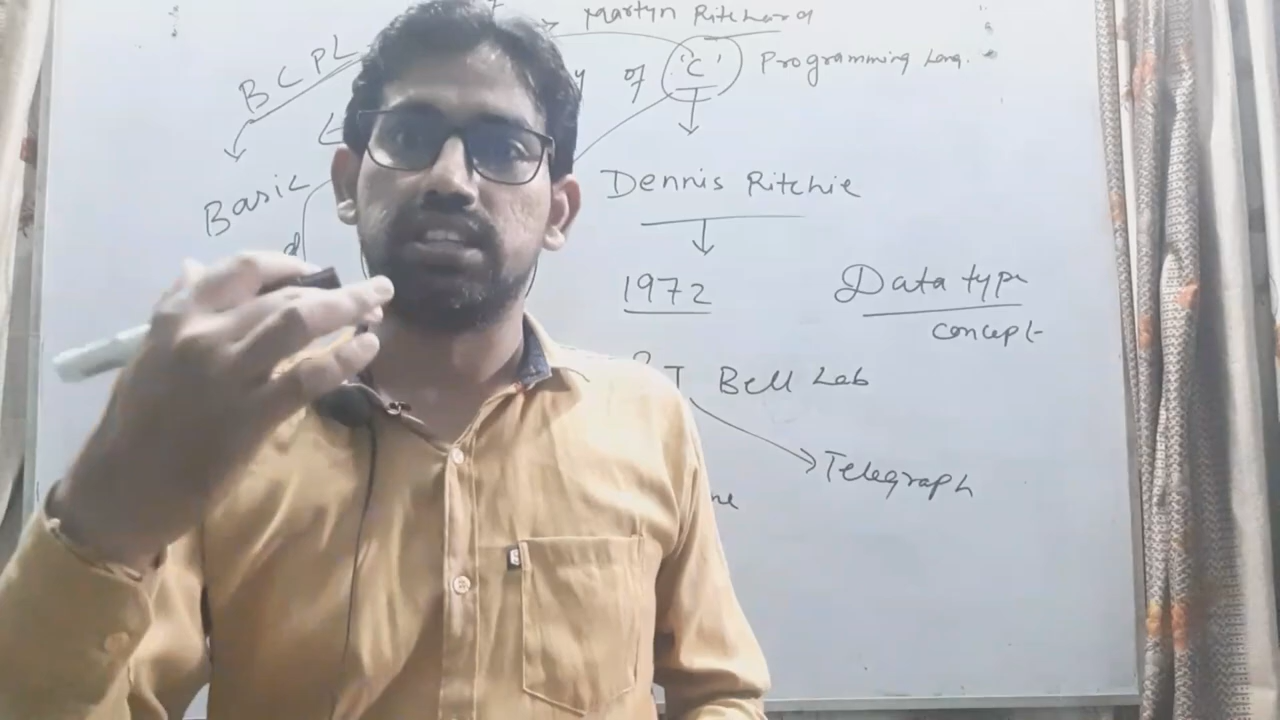 Martyn Ritchard
BCPL
of 'C' Programming Lang.
Basic
Dennis Ritchie
1972
Data type
concept
T Bell Lab
Telegraph